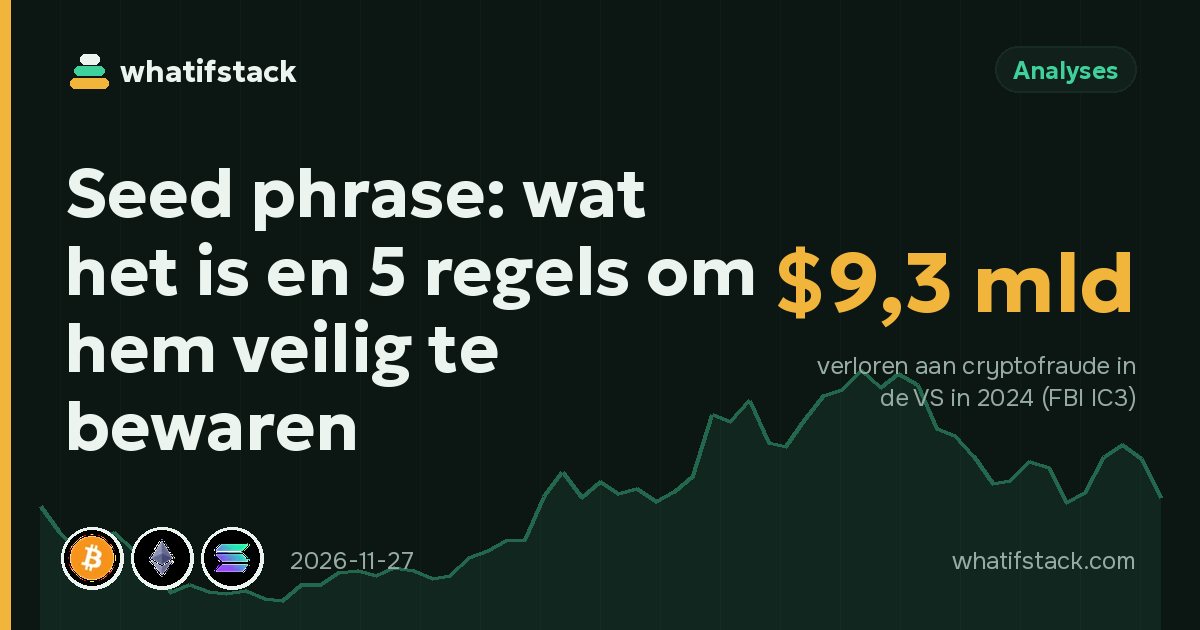 whatifstack
Analyses
Seed phrase: wat
het is en 5 regels om
hem veilig te
bewaren
$9,3 mld
verloren aan cryptofraude in
de VS in 2024 (FBI IC3)
2026-11-27
whatifstack.com